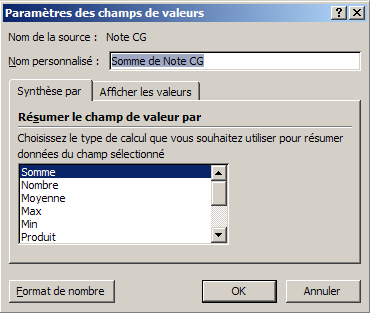 Paramètres des champs de valeurs
Nom de la source : Note CG
Nom personnalisé : Somme de Note CG
Synthèse par Afficher les valeurs
Résumer le champ de valeur par
Choisissez le type de calcul que vous souhaitez utiliser pour résumer
données du champ sélectionné
Somme
Nombre
Moyenne
Max
Min
Produit
Format de nombre OK Annuler